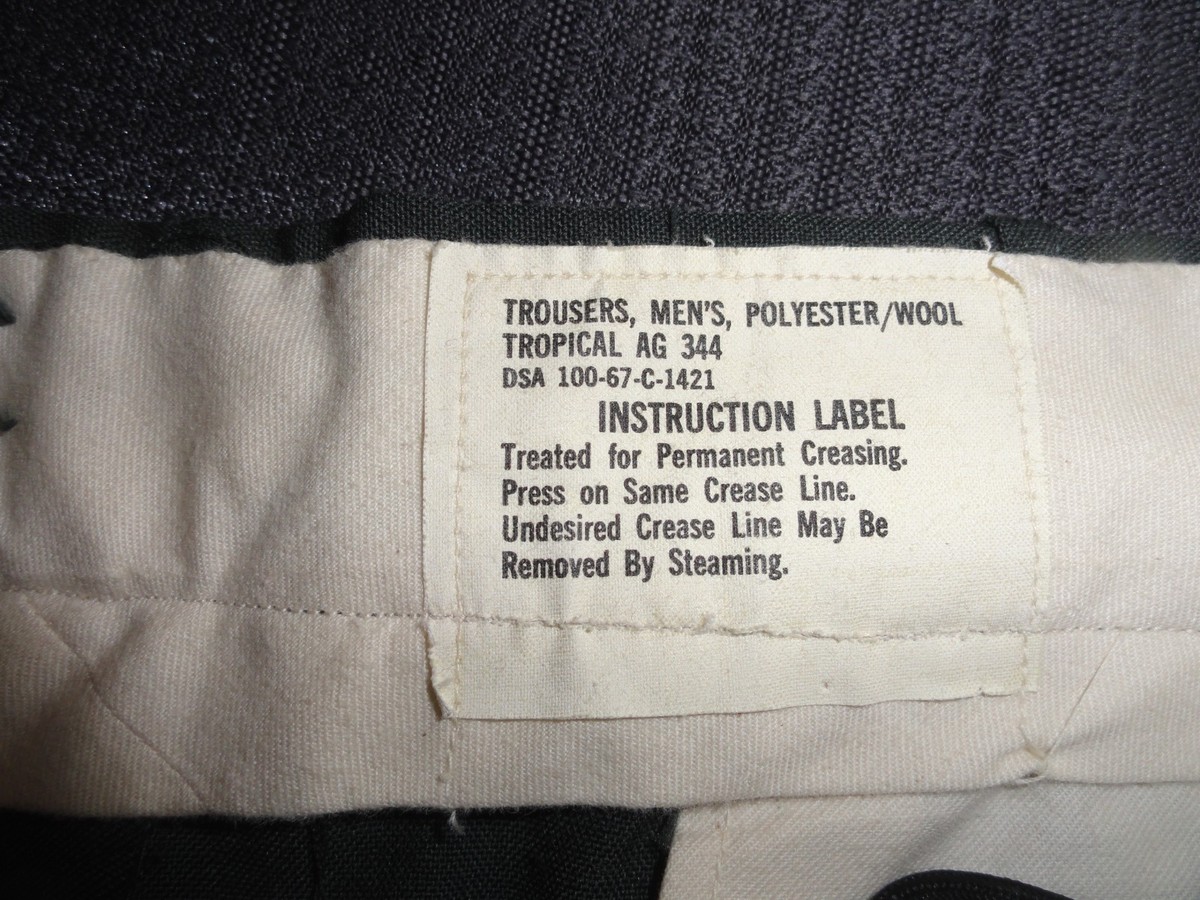 TROUSERS, MEN'S, POLYESTER/WOOL
TROPICAL AG 344
DSA 100-67-C-1421
INSTRUCTION LABEL
Treated for Permanent Creasing.
Press on Same Crease Line.
Undesired Crease Line May Be
Removed By Steaming.